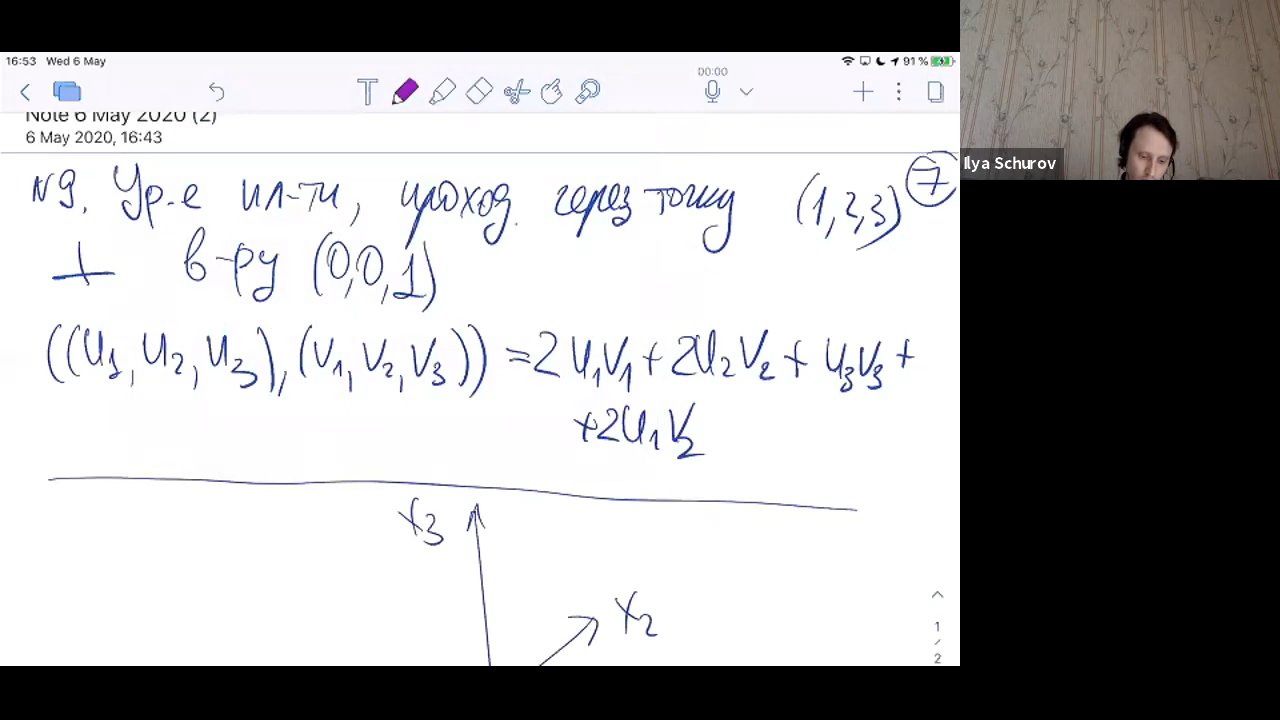 16:53 Wed 6 May
91 %
00:00
Note 6 May 2020 (2)
6 May 2020, 16:43
N9. Ур-е пл-ти, проход. через точку (1,2,3) 7
⊥ в-ру (0,0,1)
((u₁, u₂, u₃), (v₁, v₂, v₃)) = 2u₁v₁ + 2u₂v₂ + u₃v₃ +
+2u₁v₂
x₃
x₂
1
/
2
Ilya Schurov